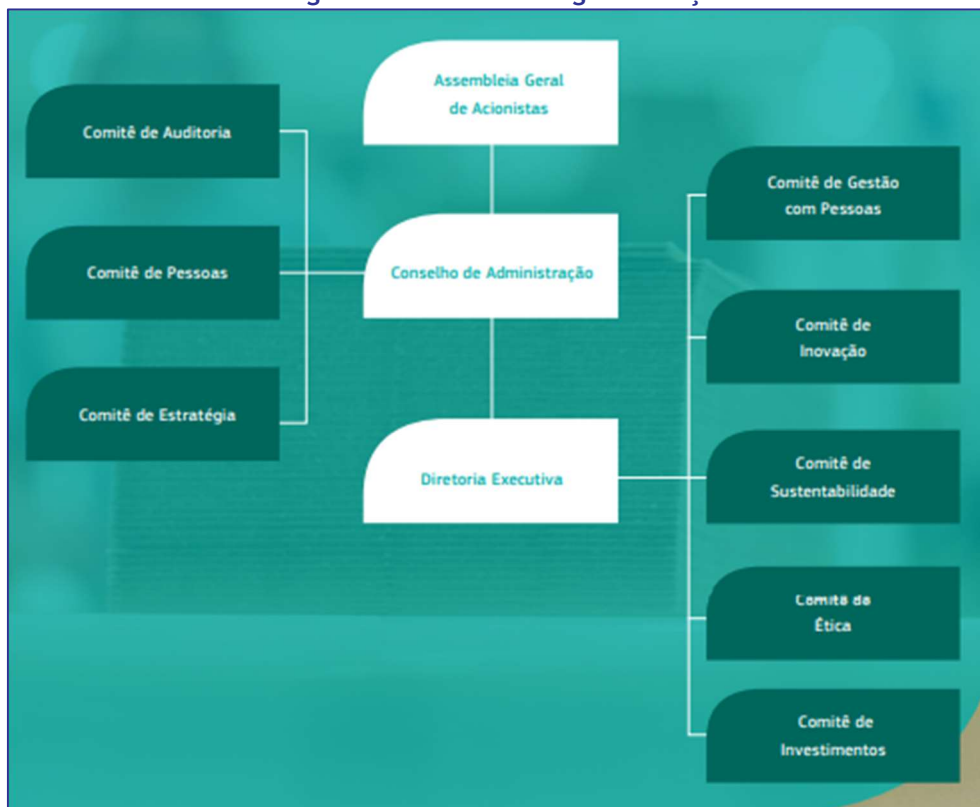 Assembleia Geral
de Acionistas
Comitê de Auditoria
Comitê de Gestão
com Pessoas
Comitê de Pessoas
Conselho de Administração
Comitê de
Inovação
Comitê de Estratégia
Diretoria Executiva
Comitê de
Sustentabilidade
Ética
Comitê de
Investimentos